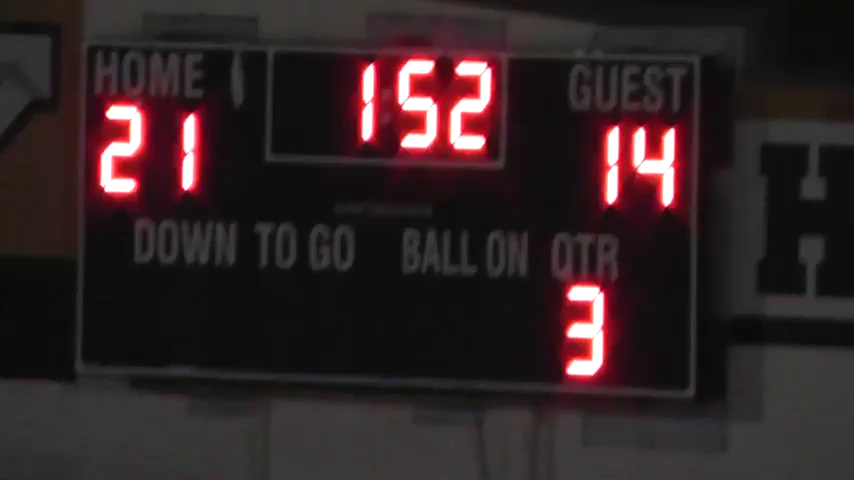 HOME 1:52 GUEST
21 14
DOWN TO GO BALL ON QTR
3
H